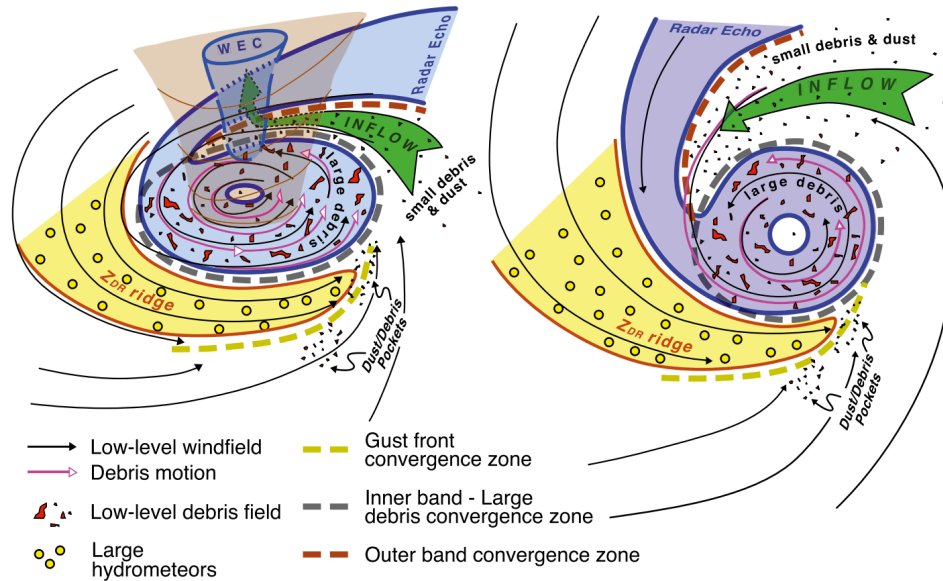 WEC
Radar Echo
INFLOW
large debris
small debris
& dust
ZDR ridge
Dust/Debris
Pockets
Radar Echo
small debris & dust
INFLOW
large debris
ZDR ridge
Dust/Debris
Pockets
Low-level windfield
Debris motion
Low-level debris field
Large
hydrometeors
Gust front
convergence zone
Inner band - Large
debris convergence zone
Outer band convergence zone